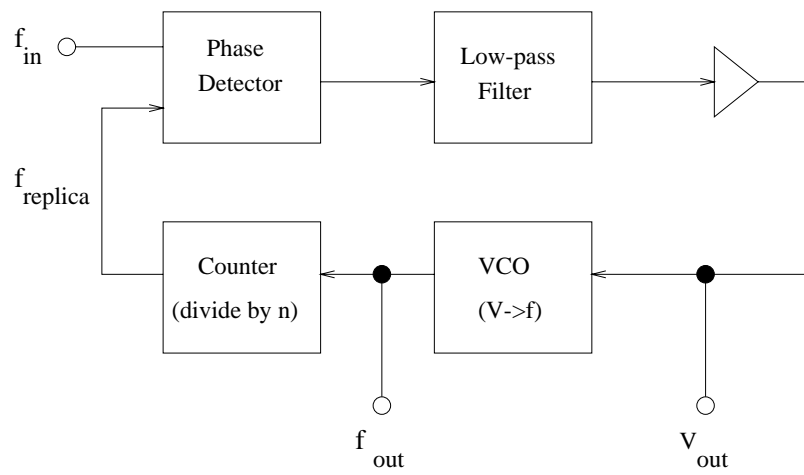 f in
Phase
Detector
Low-pass
Filter
f replica
Counter
(divide by n)
VCO
(V->f)
f out
V out